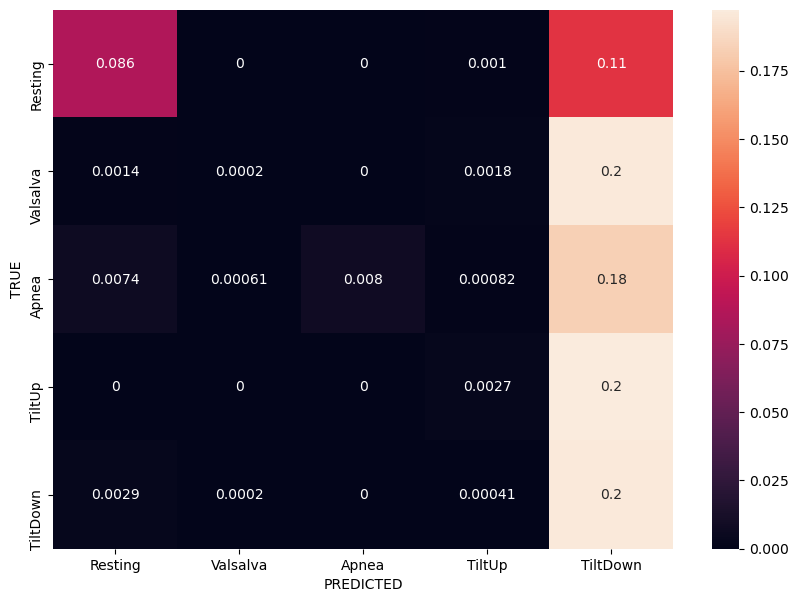 Resting 0.086 0 0 0.001 0.11
Valsalva 0.0014 0.0002 0 0.0018 0.2
Apnea 0.0074 0.00061 0.008 0.00082 0.18
TiltUp 0 0 0 0.0027 0.2
TiltDown 0.0029 0.0002 0 0.00041 0.2
TRUE
Resting Valsalva Apnea TiltUp TiltDown
PREDICTED
0.175
0.150
0.125
0.100
0.075
0.050
0.025
0.000